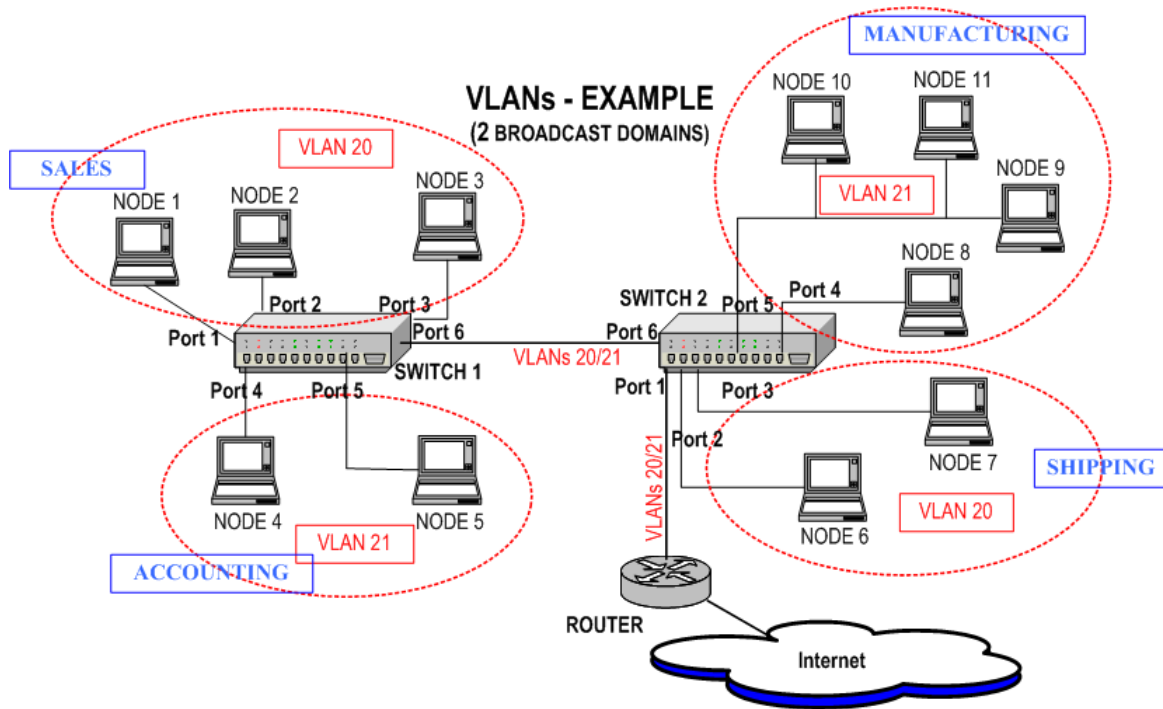 MANUFACTURING
NODE 10
NODE 11
VLANs - EXAMPLE
(2 BROADCAST DOMAINS)
VLAN 20
SALES
NODE 1
NODE 2
NODE 3
NODE 9
VLAN 21
NODE 8
Port 1
Port 2
Port 3
Port 6
SWITCH 1
Port 4
Port 5
VLANs 20/21
SWITCH 2
Port 5
Port 4
Port 6
Port 1
Port 3
Port 2
NODE 4
NODE 5
VLAN 21
ACCOUNTING
VLANs 20/21
NODE 7
SHIPPING
NODE 6
VLAN 20
ROUTER
Internet